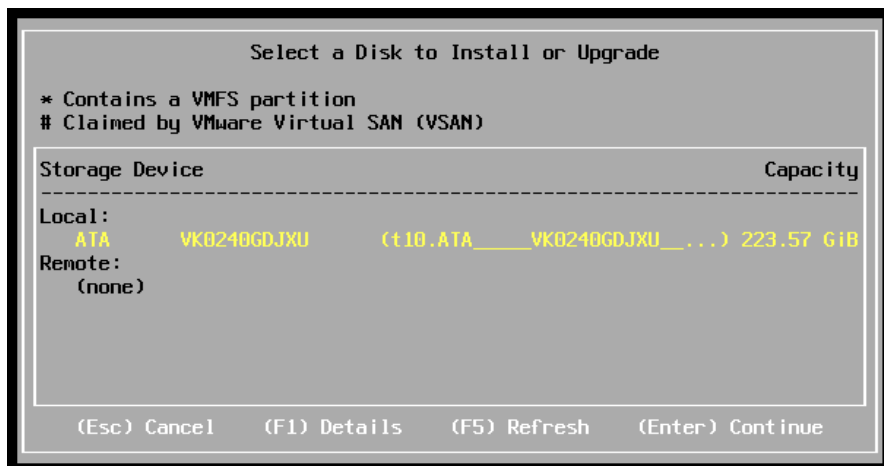 Select a Disk to Install or Upgrade
* Contains a VMFS partition
# Claimed by VMware Virtual SAN (VSAN)
Storage Device Capacity
Local:
ATA VK0240GDJXU (t10.ATA_____VK0240GDJXU__...) 223.57 GiB
Remote:
(none)
(Esc) Cancel (F1) Details (F5) Refresh (Enter) Continue